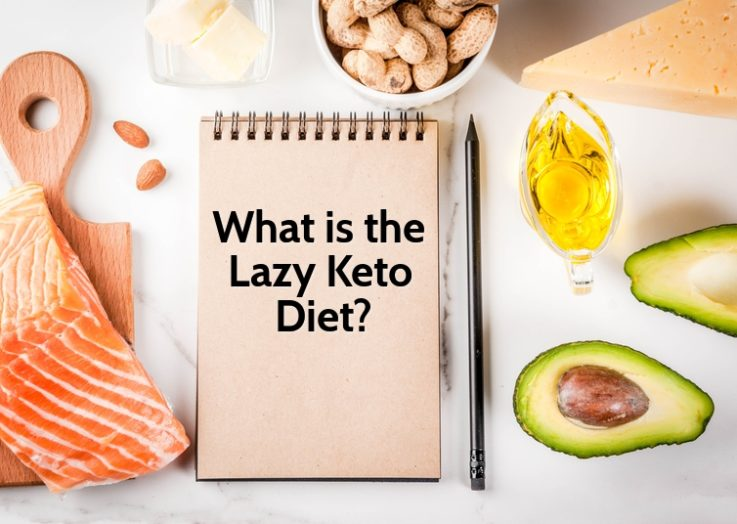 What is the
Lazy Keto
Diet?